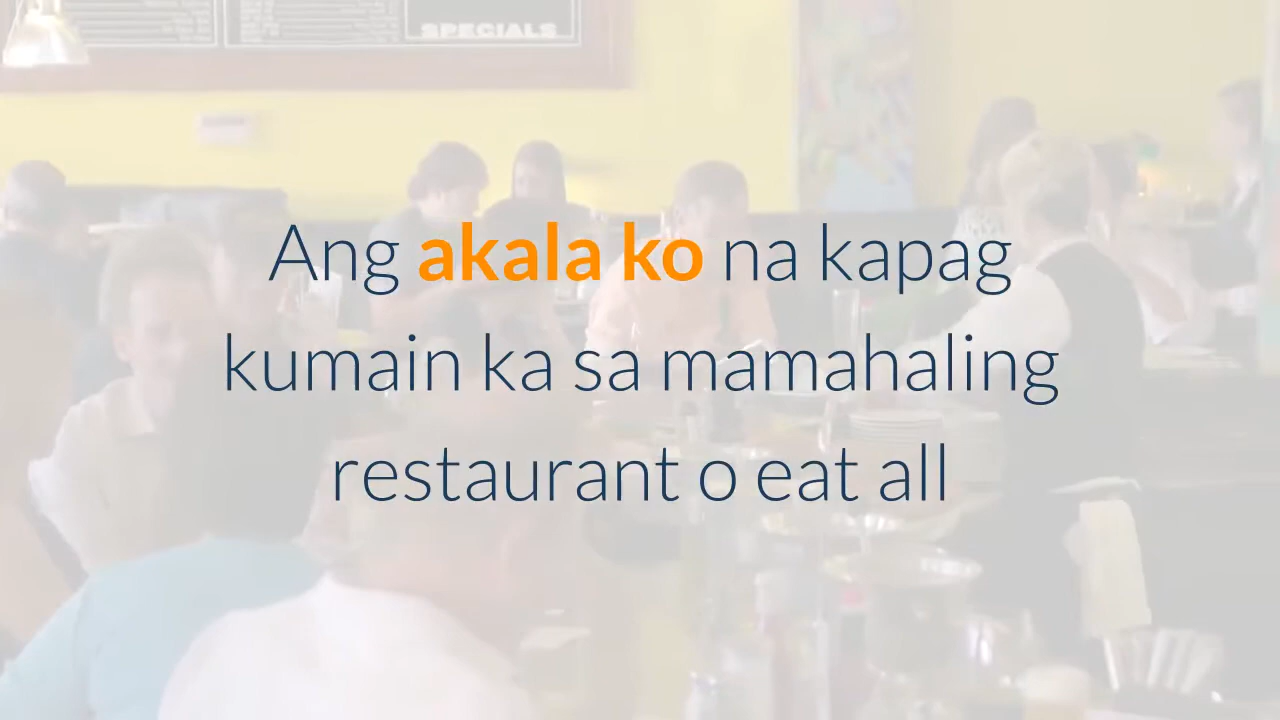 SPECIALS
Ang akala ko na kapag
kumain ka sa mamahaling
restaurant o eat all